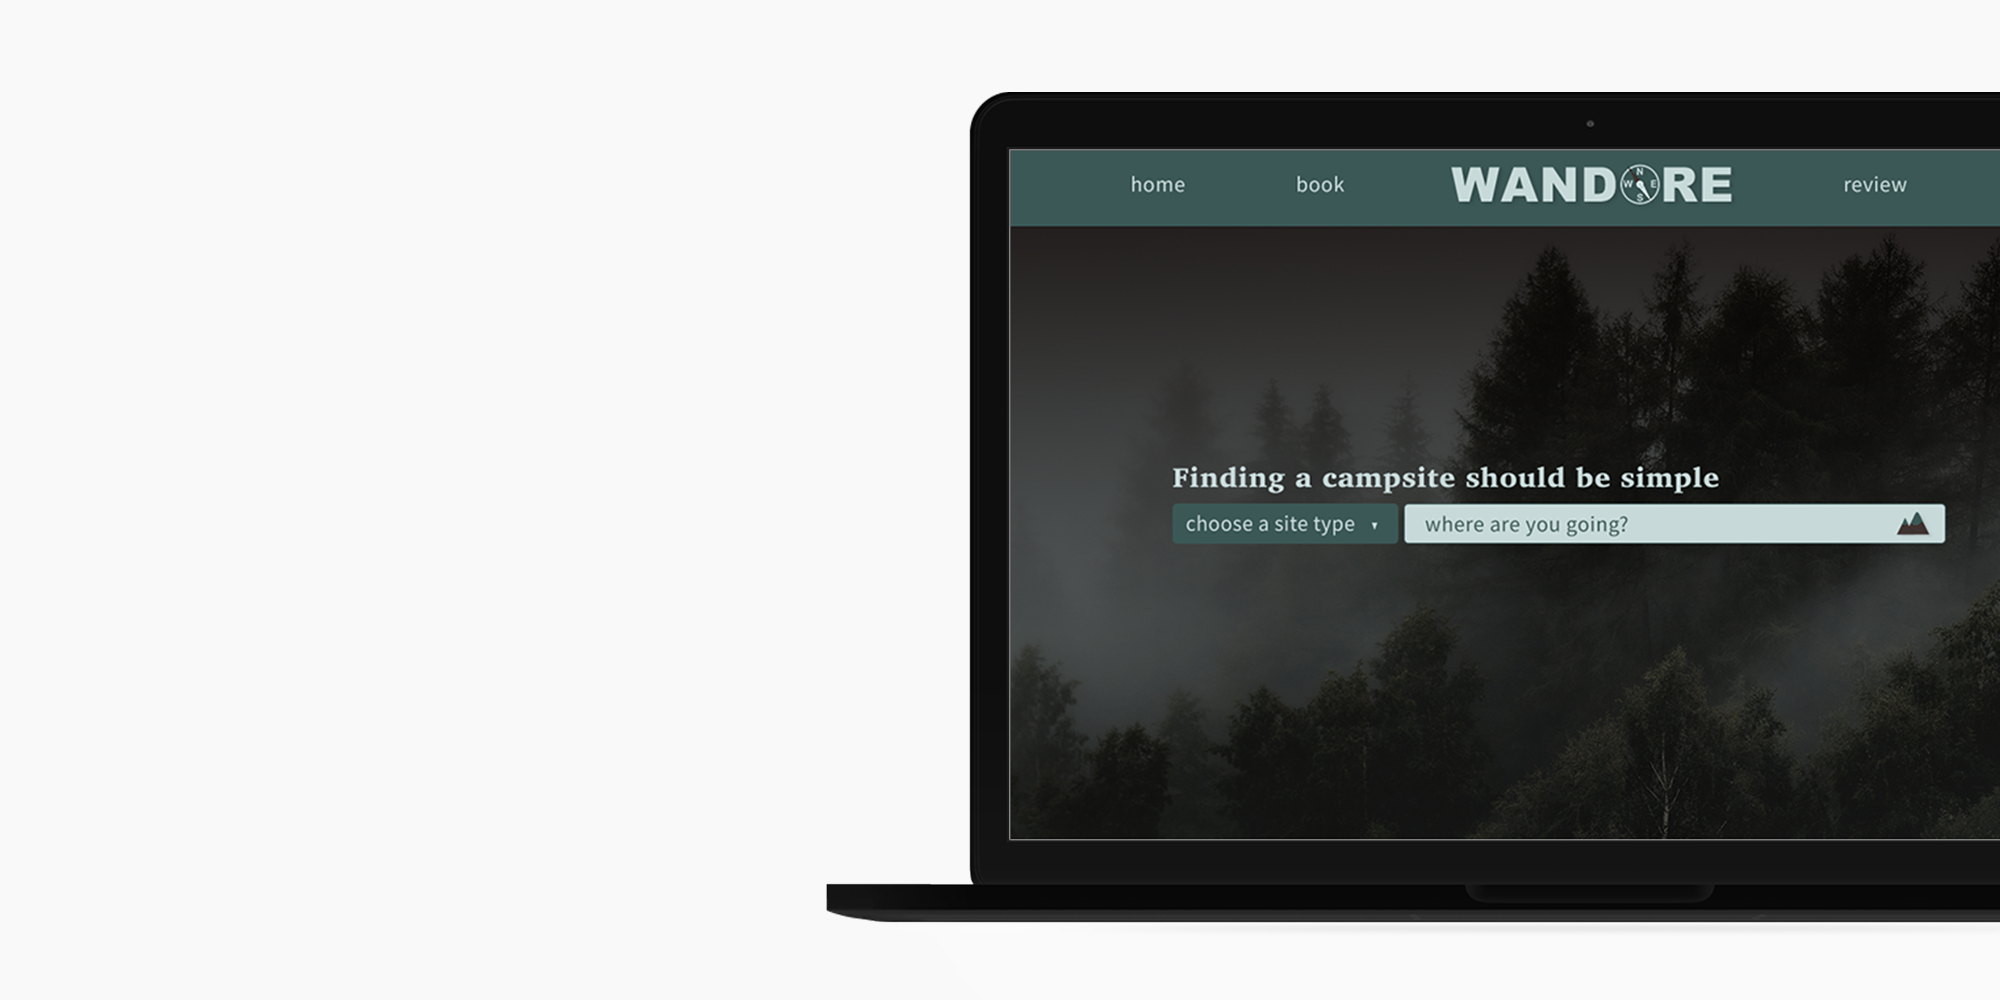 home book WANDORE review
N
W E
S
Finding a campsite should be simple
choose a site type ▾ where are you going?